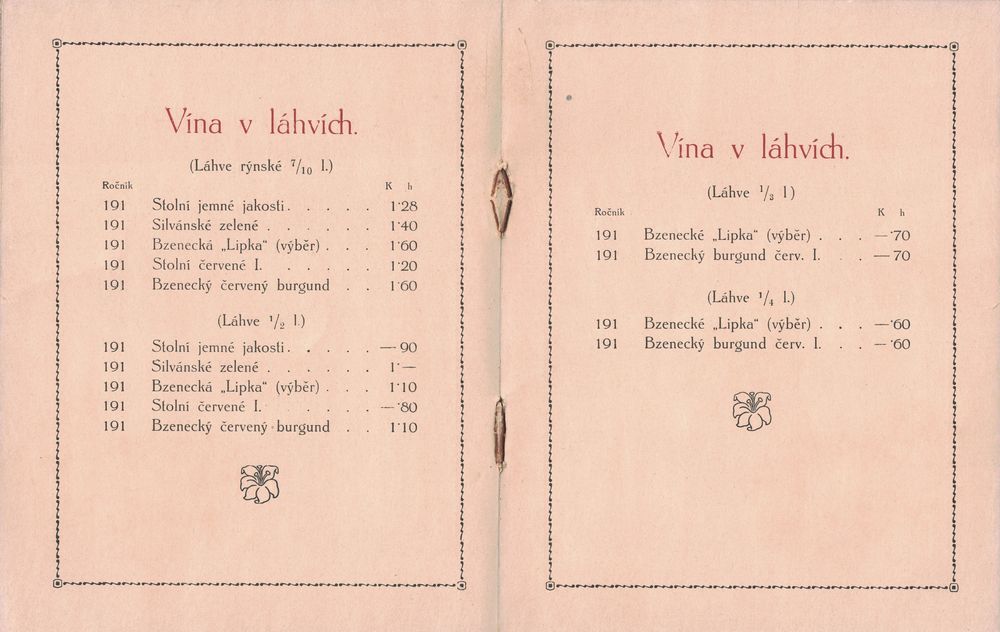 Vína v láhvích.
(Láhve rýnské 7/10 l.)
Ročník K h
191 Stolní jemné jakosti. . . . . 1·28
191 Silvánské zelené . . . . . . 1·40
191 Bzenecká „Lipka“ (výběr) . . . 1·60
191 Stolní červené I. . . . . . 1·20
191 Bzenecký červený burgund . . 1·60
(Láhve 1/2 l.)
191 Stolní jemné jakosti. . . . . —·90
191 Silvánské zelené . . . . . . 1·—
191 Bzenecká „Lipka“ (výběr) . . . 1·10
191 Stolní červené I. . . . . . —·80
191 Bzenecký červený burgund . . 1·10
Vína v láhvích.
(Láhve 1/3 l)
Ročník K h
191 Bzenecké „Lipka“ (výběr) . . . —·70
191 Bzenecký burgund červ. I. . . —·70
(Láhve 1/4 l.)
191 Bzenecké „Lipka“ (výběr) . . . —·60
191 Bzenecký burgund červ. I. . . —·60